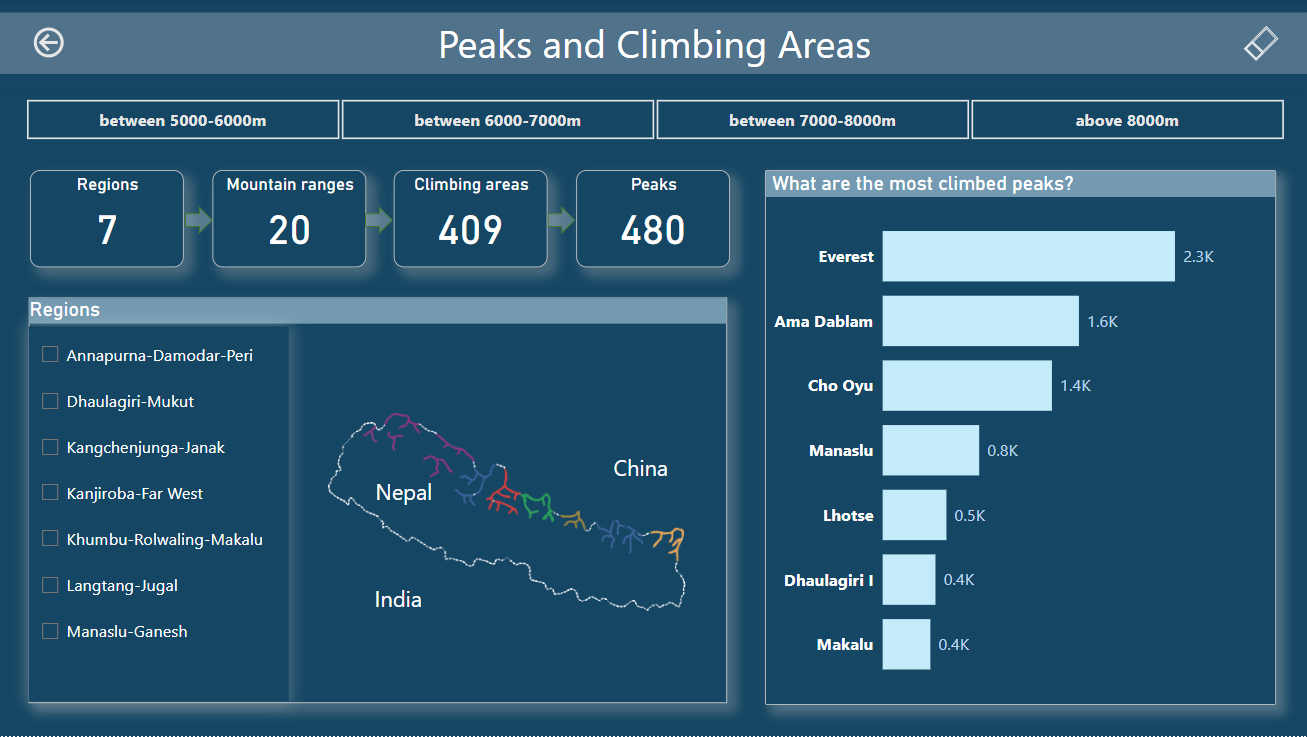 Peaks and Climbing Areas
between 5000-6000m
between 6000-7000m
between 7000-8000m
above 8000m
Regions
7
Mountain ranges
20
Climbing areas
409
Peaks
480
Regions
Annapurna-Damodar-Peri
Dhaulagiri-Mukut
Kangchenjunga-Janak
Kanjiroba-Far West
Khumbu-Rolwaling-Makalu
Langtang-Jugal
Manaslu-Ganesh
China
Nepal
India
What are the most climbed peaks?
Everest 2.3K
Ama Dablam 1.6K
Cho Oyu 1.4K
Manaslu 0.8K
Lhotse 0.5K
Dhaulagiri I 0.4K
Makalu 0.4K